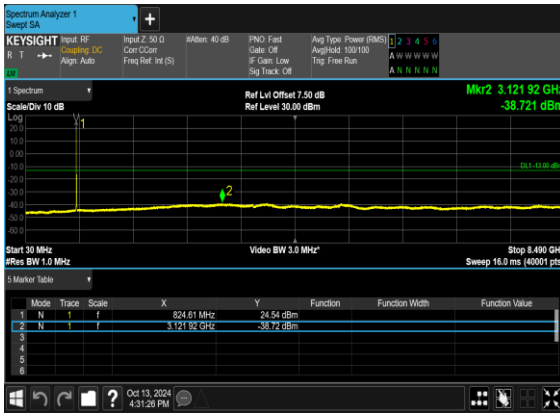 Spectrum Analyzer 1
Swept SA
+
KEYSIGHT
R T
LW
Input: RF
Coupling: DC
Align: Auto
Input Z: 50 Ω
Corr CCorr
Freq Ref: Int (S)
#Atten: 40 dB
PNO: Fast
Gate: Off
IF Gain: Low
Sig Track: Off
Avg Type: Power (RMS)
Avg|Hold: 100/100
Trig: Free Run
1 2 3 4 5 6
A W W W W W
A N N N N N
1 Spectrum
Scale/Div 10 dB
Ref Lvl Offset 7.50 dB
Ref Level 30.00 dBm
Mkr2 3.121 92 GHz
-38.721 dBm
Log
20.0
10.0
0.00
-10.0
-20.0
-30.0
-40.0
-50.0
-60.0
1
2
DL1 -13.00 dBm
Start 30 MHz
Video BW 3.0 MHz*
Stop 8.490 GHz
#Res BW 1.0 MHz
Sweep 16.0 ms (40001 pts)
5 Marker Table
Mode Trace Scale X Y Function Function Width Function Value
1 N 1 f 824.61 MHz 24.54 dBm
2 N 1 f 3.121 92 GHz -38.72 dBm
3
4
5
6
?
Oct 13, 2024
4:31:26 PM